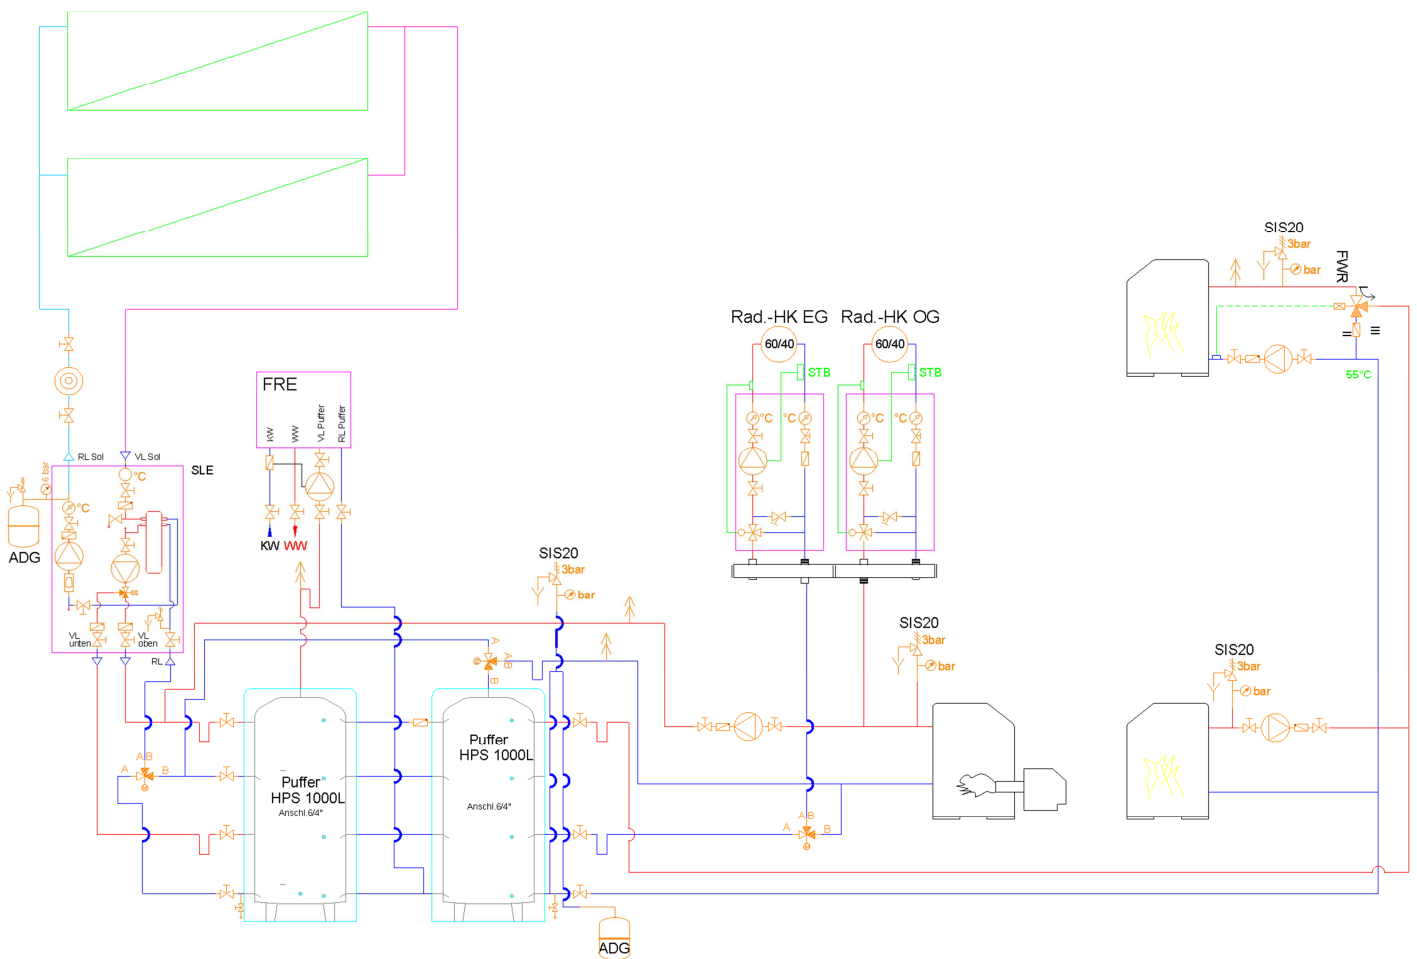 SIS20
3bar
bar
FWR
I
II
III
55°C
Rad.-HK EG
60/40
STB
°C
°C
Rad.-HK OG
60/40
STB
°C
°C
FRE
KW
WW
VL Puffer
RL Puffer
KW
WW
RL Sol
VL Sol
SLE
6 bar
°C
°C
ADG
VL
unten
VL
oben
RL
SIS20
3bar
bar
A
AB
B
SIS20
3bar
bar
SIS20
3bar
bar
AB
A
B
M
Puffer
HPS 1000L
Anschl.6/4"
Puffer
HPS 1000L
Anschl.6/4"
AB
A
B
M
ADG